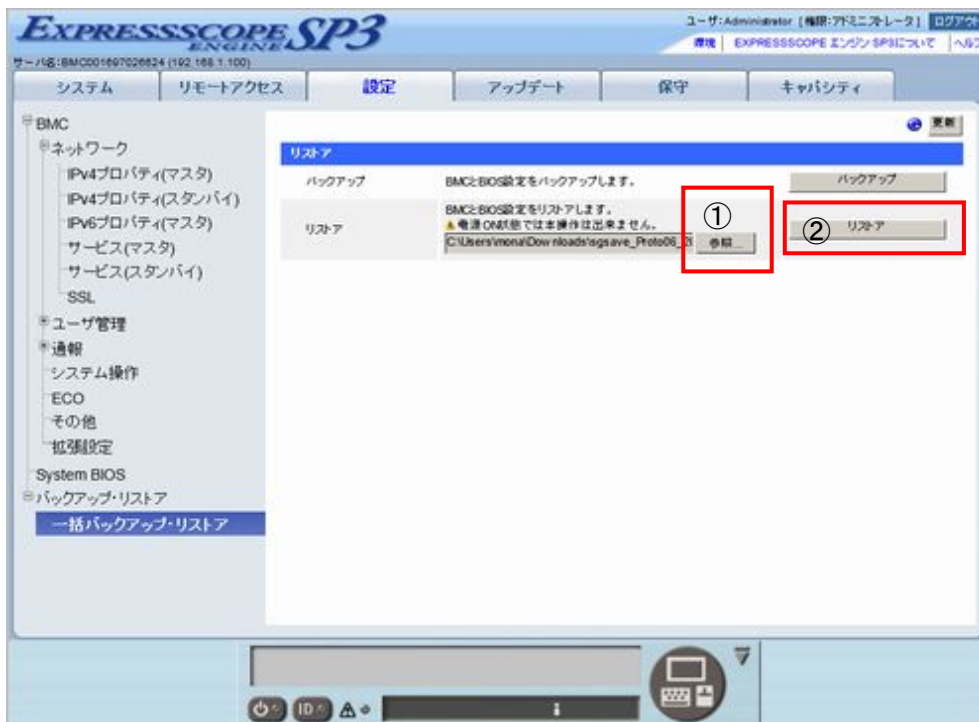 EXPRESSSCOPE SP3
ENGINE
ユーザ:Administrator [権限:アドミニストレータ] ログアウト
環境 EXPRESSSCOPE エンジン SP3について ヘルプ
サーバ名:BMC001697026624 (192.168.1.100)
システム リモートアクセス 設定 アップデート 保守 キャパシティ
BMC
ネットワーク
IPv4プロパティ(マスタ)
IPv4プロパティ(スタンバイ)
IPv6プロパティ(マスタ)
サービス(マスタ)
サービス(スタンバイ)
SSL
ユーザ管理
通報
システム操作
ECO
その他
拡張設定
System BIOS
バックアップ・リストア
一括バックアップ・リストア
更新
リストア
バックアップ BMCとBIOS設定をバックアップします。 バックアップ
リストア
BMCとBIOS設定をリストアします。
電源ON状態では本操作は出来ません。
C:\Users\mona\Downloads\sgsave_Proto06_2 参照...
①
② リストア
ID